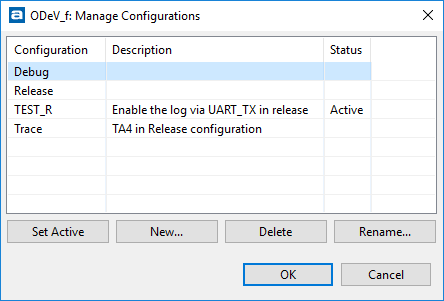 ODeV_f: Manage Configurations
Configuration Description Status
Debug
Release
TEST_R Enable the log via UART_TX in release Active
Trace TA4 in Release configuration
Set Active New... Delete Rename...
OK Cancel